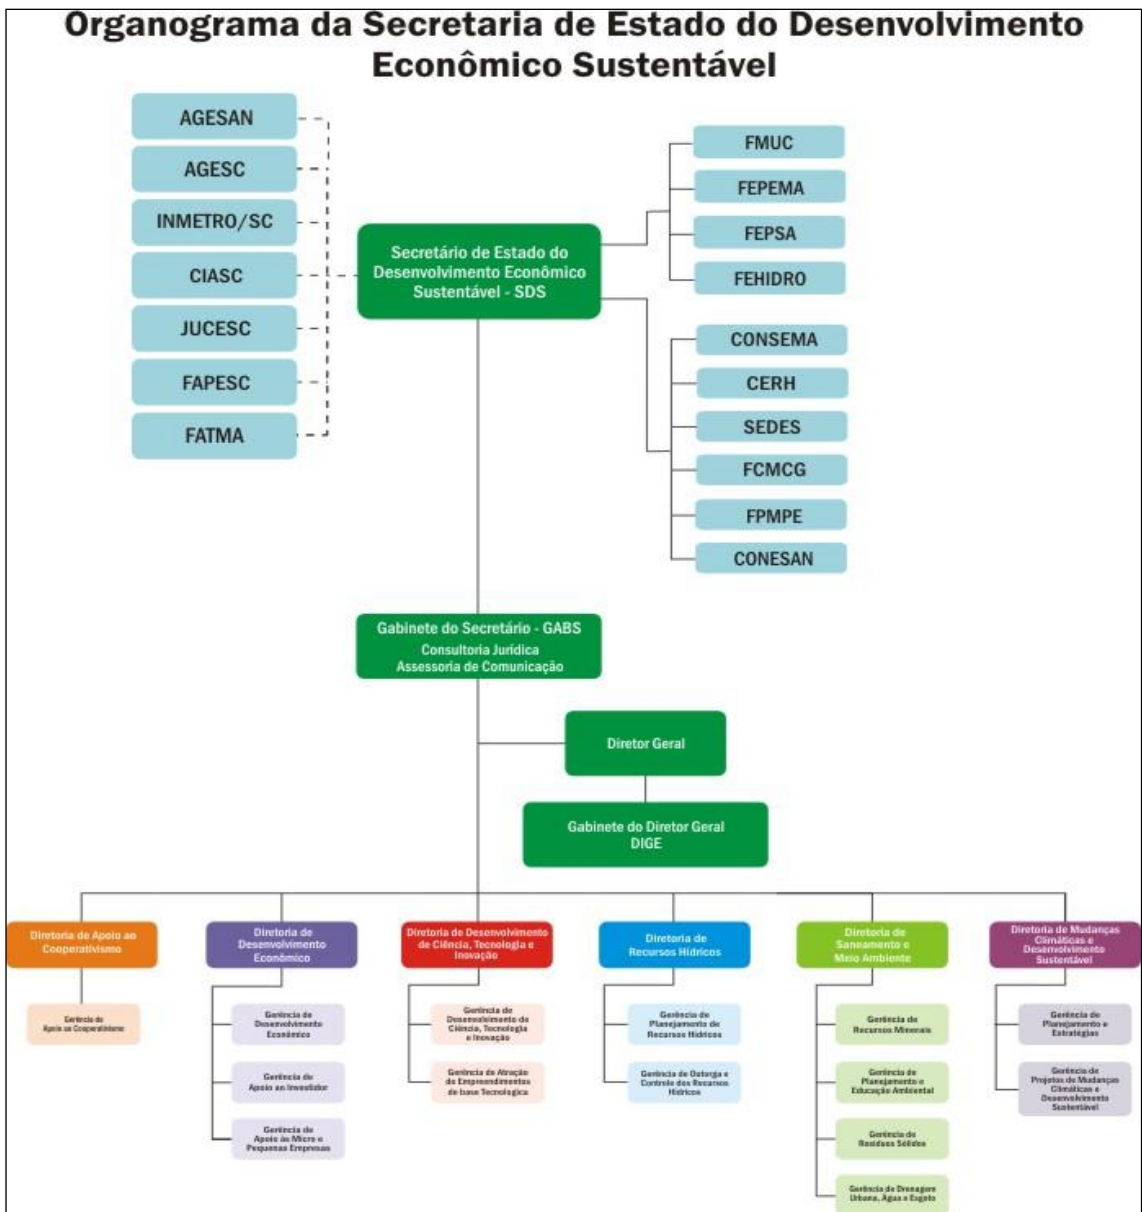 Organograma da Secretaria de Estado do Desenvolvimento
Econômico Sustentável
AGESAN
AGESC
INMETRO/SC
CIASC
JUCESC
FAPESC
FATMA
Secretário de Estado do
Desenvolvimento Econômico
Sustentável - SDS
FMUC
FEPEMA
FEPSA
FEHIDRO
CONSEMA
CERH
SEDES
FCMCG
FPMPE
CONESAN
Gabinete do Secretário - GABS
Consultoria Jurídica
Assessoria de Comunicação
Diretor Geral
Gabinete do Diretor Geral
DIGE
Diretoria de Apoio ao
Cooperativismo
Gerência de
Apoio ao Cooperativismo
Diretoria de
Desenvolvimento
Econômico
Gerência de
Desenvolvimento
Econômico
Gerência de
Apoio ao Investidor
Gerência de
Apoio às Micro e
Pequenas Empresas
Diretoria de Desenvolvimento
de Ciência, Tecnologia e
Inovação
Gerência de
Desenvolvimento de
Ciência, Tecnologia
e Inovação
Gerência de Atração
de Empreendimentos
de base Tecnologica
Diretoria de
Recursos Hídricos
Gerência de
Planejamento de
Recursos Hídricos
Gerência de Outorga e
Controle dos Recursos
Hídricos
Diretoria de
Saneamento e
Meio Ambiente
Gerência de
Recursos Minerais
Gerência de
Planejamento e
Educação Ambiental
Gerência de
Resíduos Sólidos
Gerência de Drenagem
Urbana, Água e Esgoto
Diretoria de Mudanças
Climáticas e
Desenvolvimento
Sustentável
Gerência de
Planejamento e
Estratégias
Gerência de
Projetos de Mudanças
Climáticas e
Desenvolvimento
Sustentável